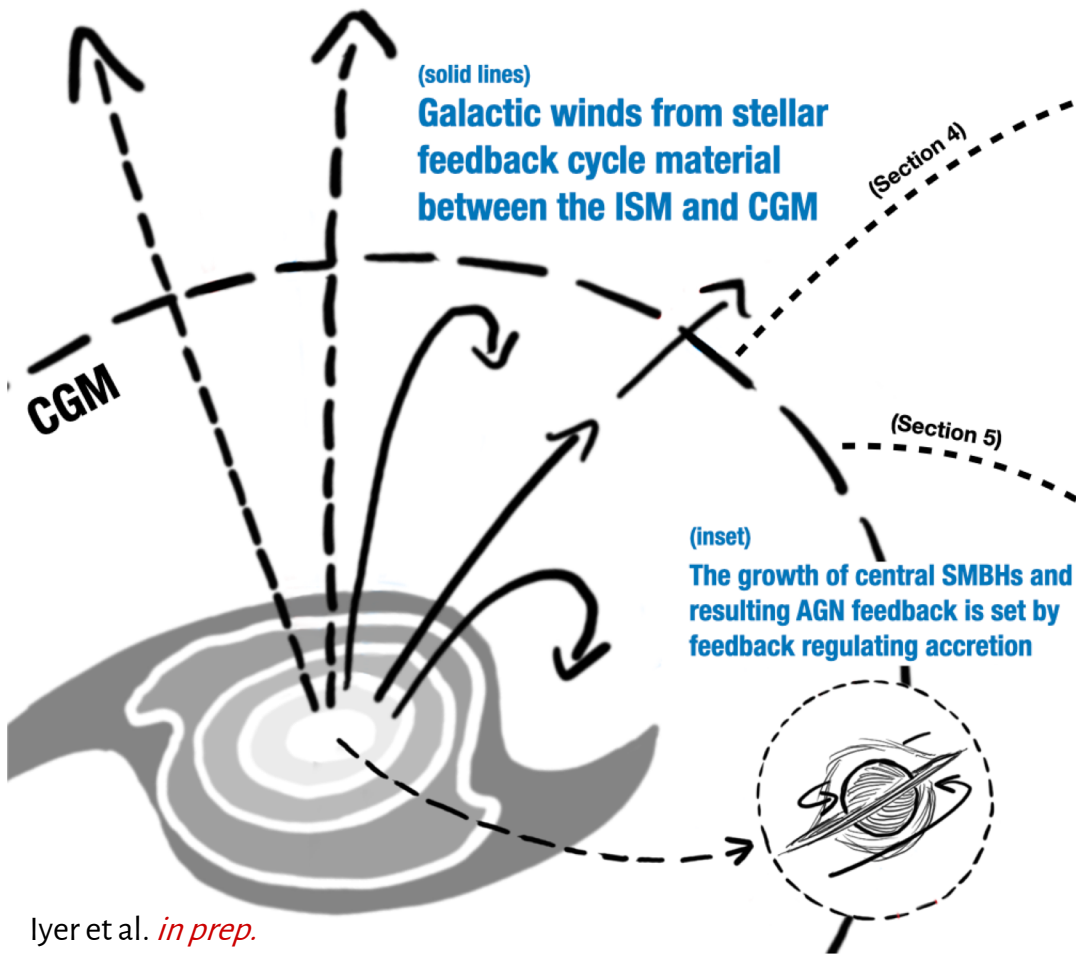 (solid lines)
Galactic winds from stellar
feedback cycle material
between the ISM and CGM
(Section 4)
CGM
(Section 5)
(inset)
The growth of central SMBHs and
resulting AGN feedback is set by
feedback regulating accretion
Iyer et al. in prep.